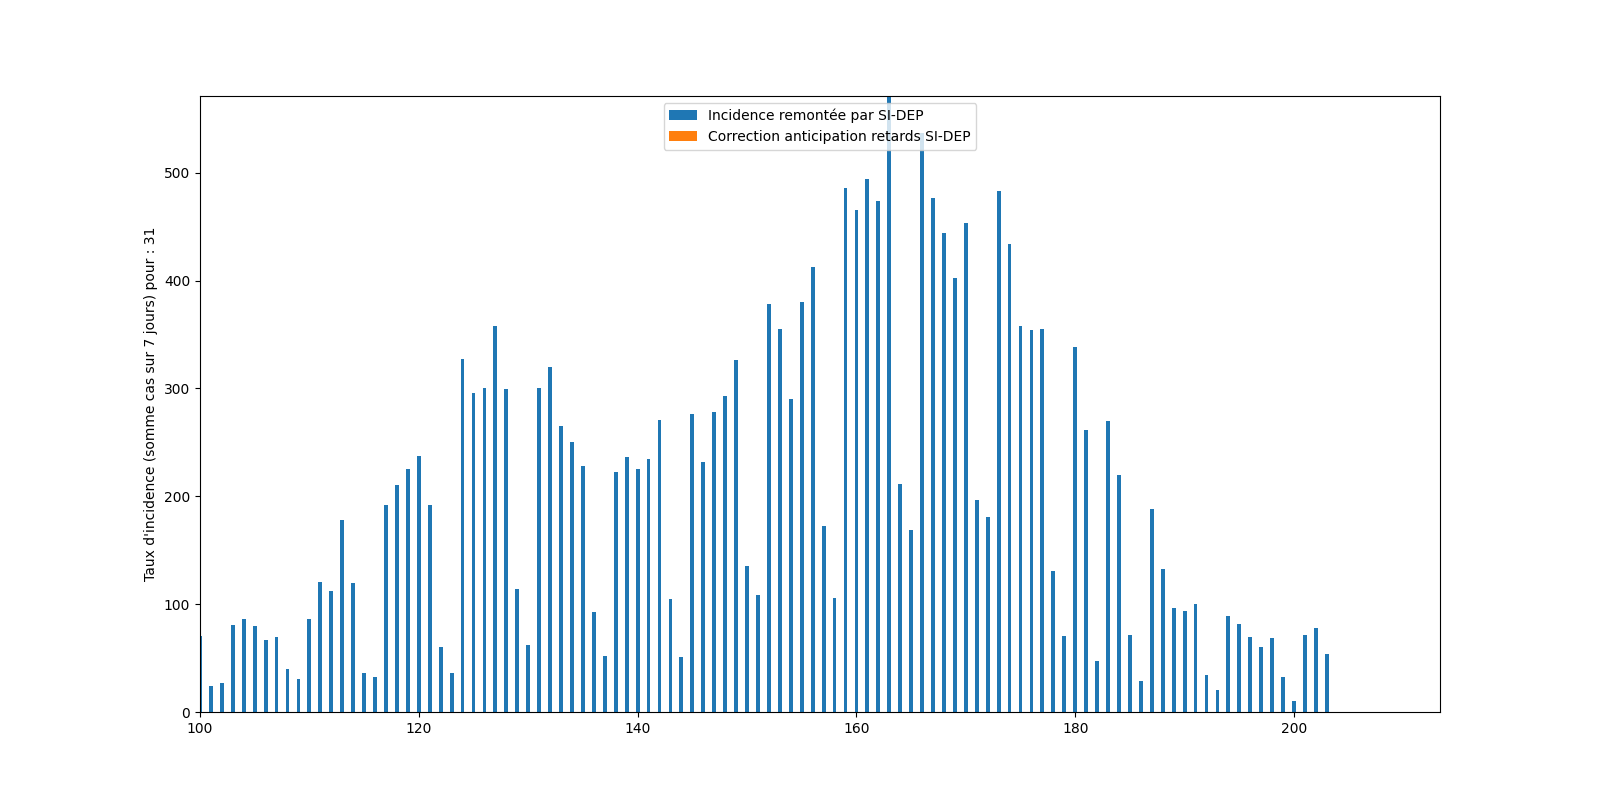 Incidence remontée par SI-DEP
Correction anticipation retards SI-DEP
Taux d'incidence (somme cas sur 7 jours) pour : 31
500
400
300
200
100
0
100 120 140 160 180 200